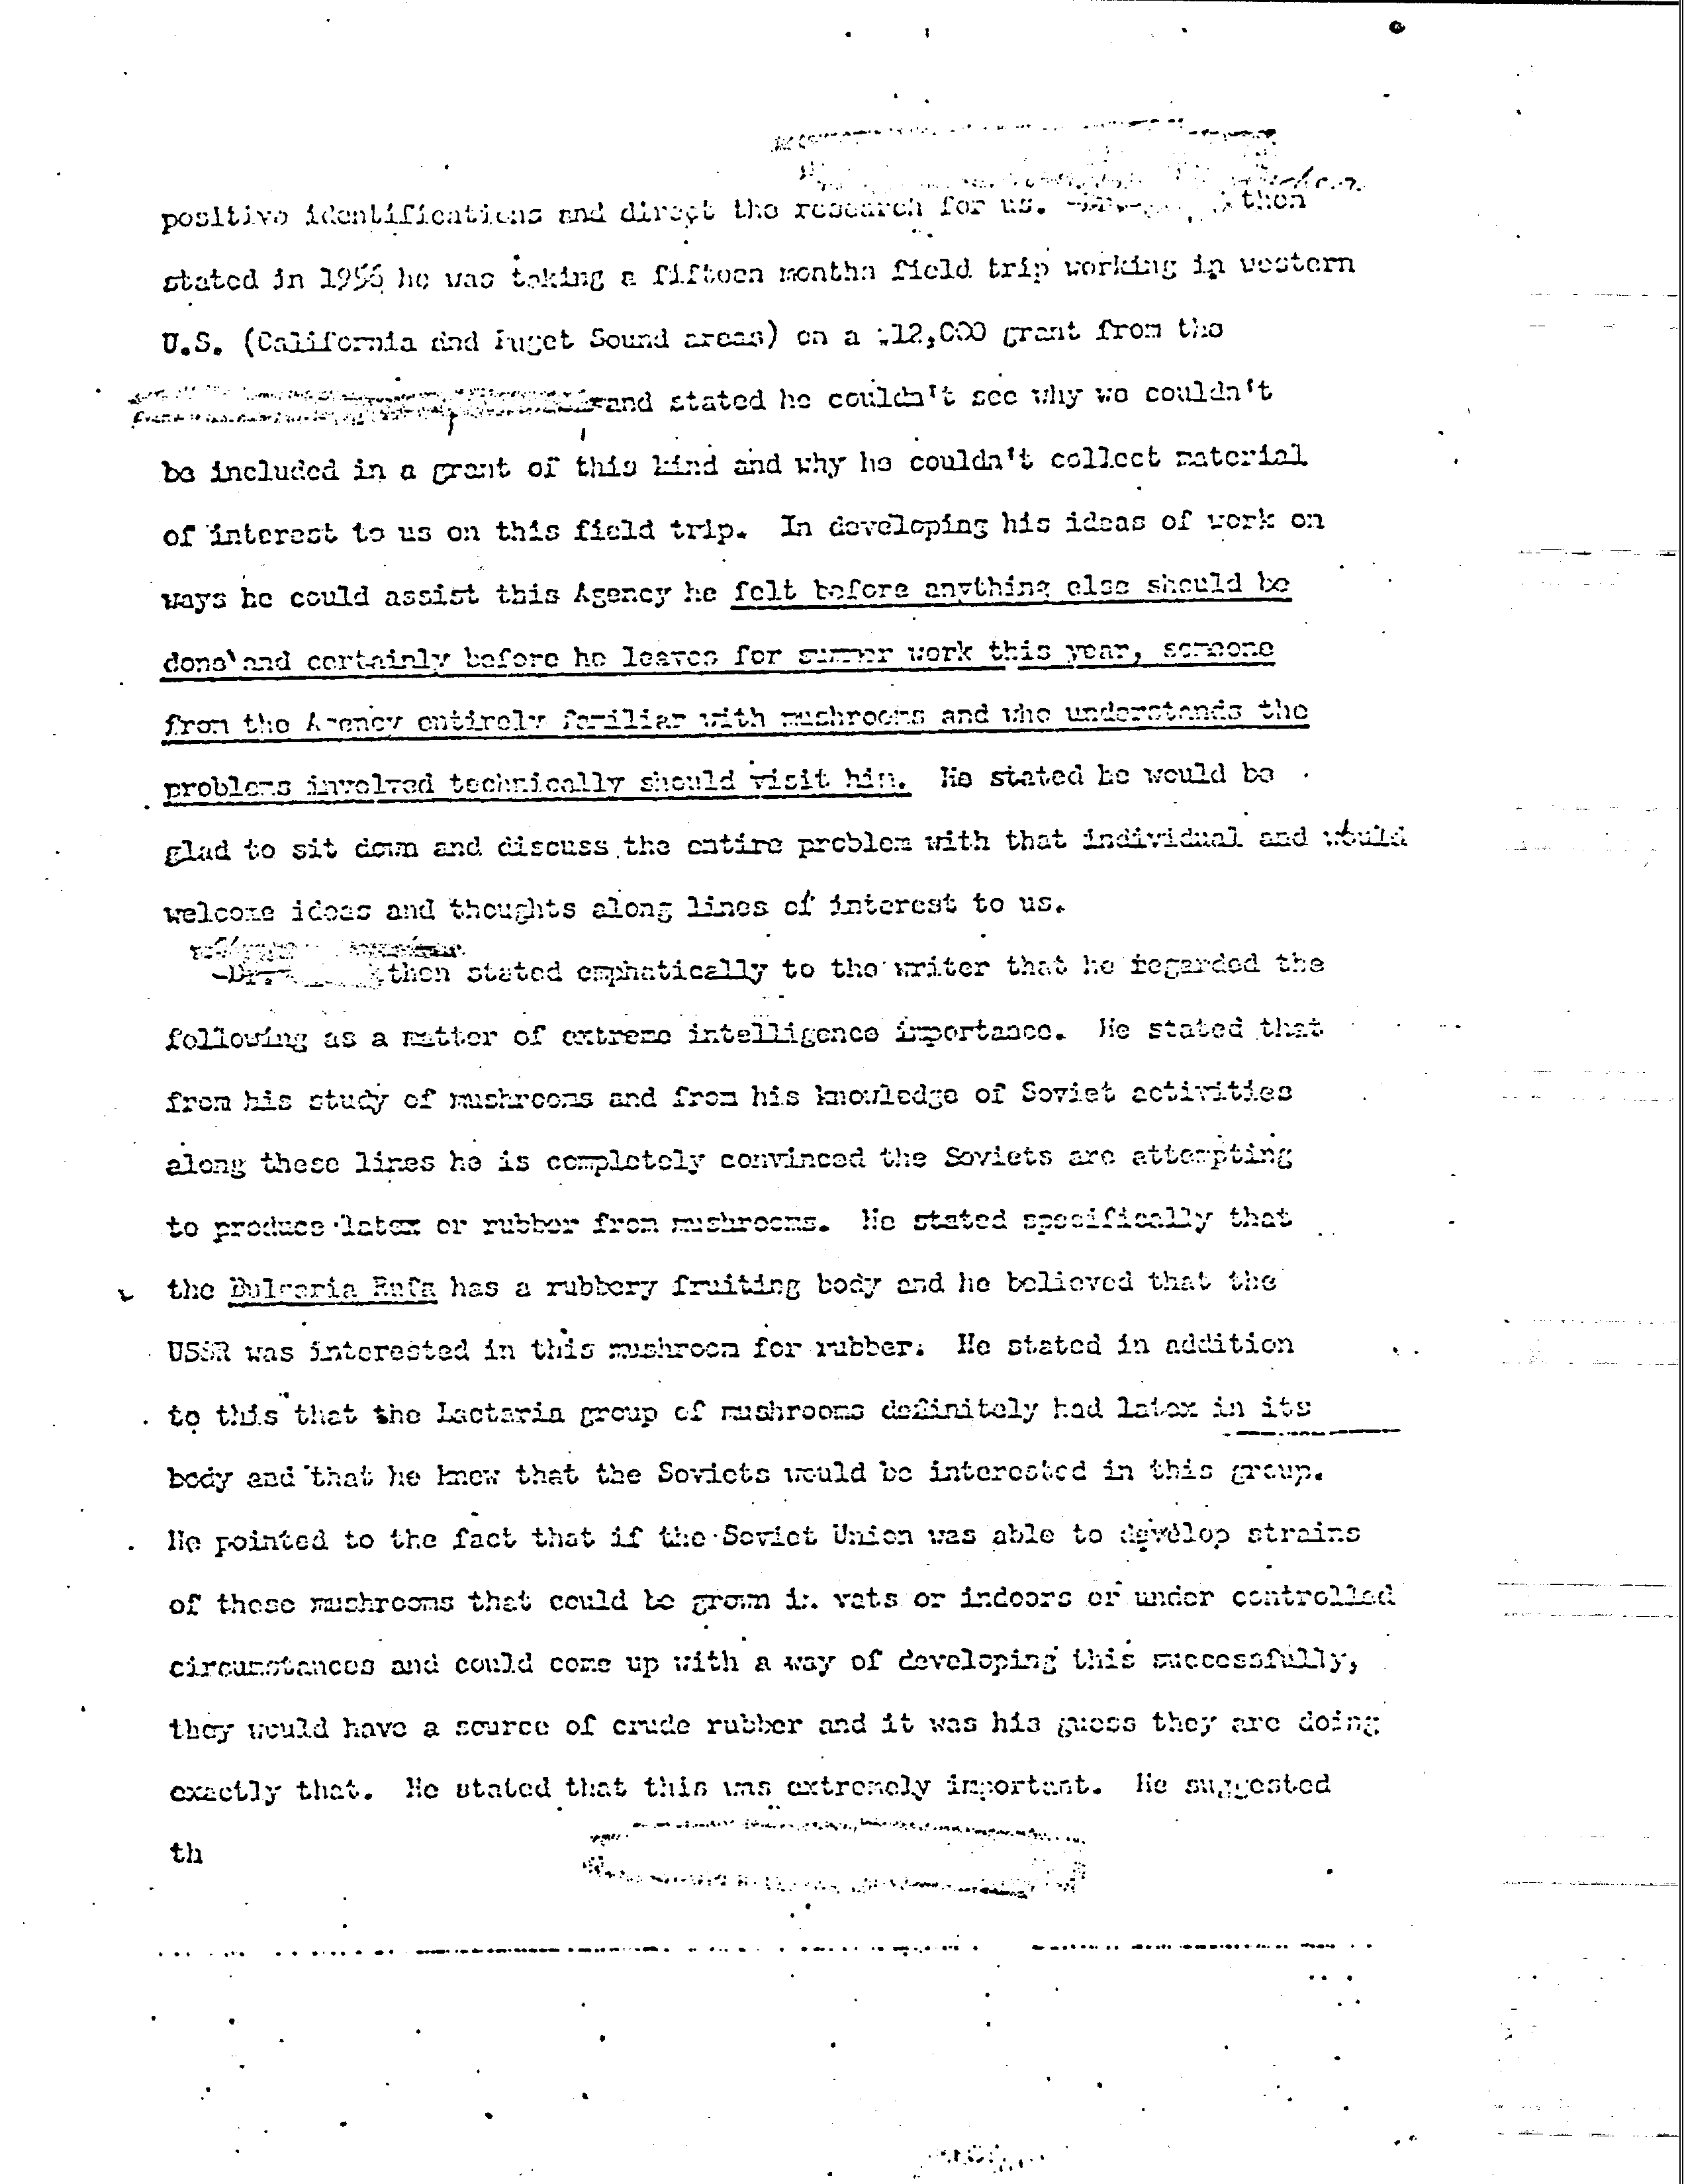 positive identifications and direct the research for us. then
stated in 1956 he was taking a fifteen months field trip working in western
U.S. (California and Puget Sound areas) on a $12,000 grant from the
and stated he couldn't see why we couldn't
be included in a grant of this kind and why he couldn't collect material
of interest to us on this field trip. In developing his ideas of work on
ways he could assist this Agency he felt before anything else should be
done and certainly before he leaves for summer work this year, someone
from the Agency entirely familiar with mushrooms and who understands the
problems involved technically should visit him. He stated he would be
glad to sit down and discuss the entire problem with that individual and would
welcome ideas and thoughts along lines of interest to us.
Dr. then stated emphatically to the writer that he regarded the
following as a matter of extreme intelligence importance. He stated that
from his study of mushrooms and from his knowledge of Soviet activities
along these lines he is completely convinced the Soviets are attempting
to produce latex or rubber from mushrooms. He stated specifically that
the Bulgaria Rufa has a rubbery fruiting body and he believed that the
USSR was interested in this mushroom for rubber. He stated in addition
to this that the Lactaria group of mushrooms definitely had latex in its
body and that he knew that the Soviets would be interested in this group.
He pointed to the fact that if the Soviet Union was able to develop strains
of these mushrooms that could be grown in vats or indoors or under controlled
circumstances and could come up with a way of developing this successfully,
they would have a source of crude rubber and it was his guess they are doing
exactly that. He stated that this was extremely important. He suggested
th